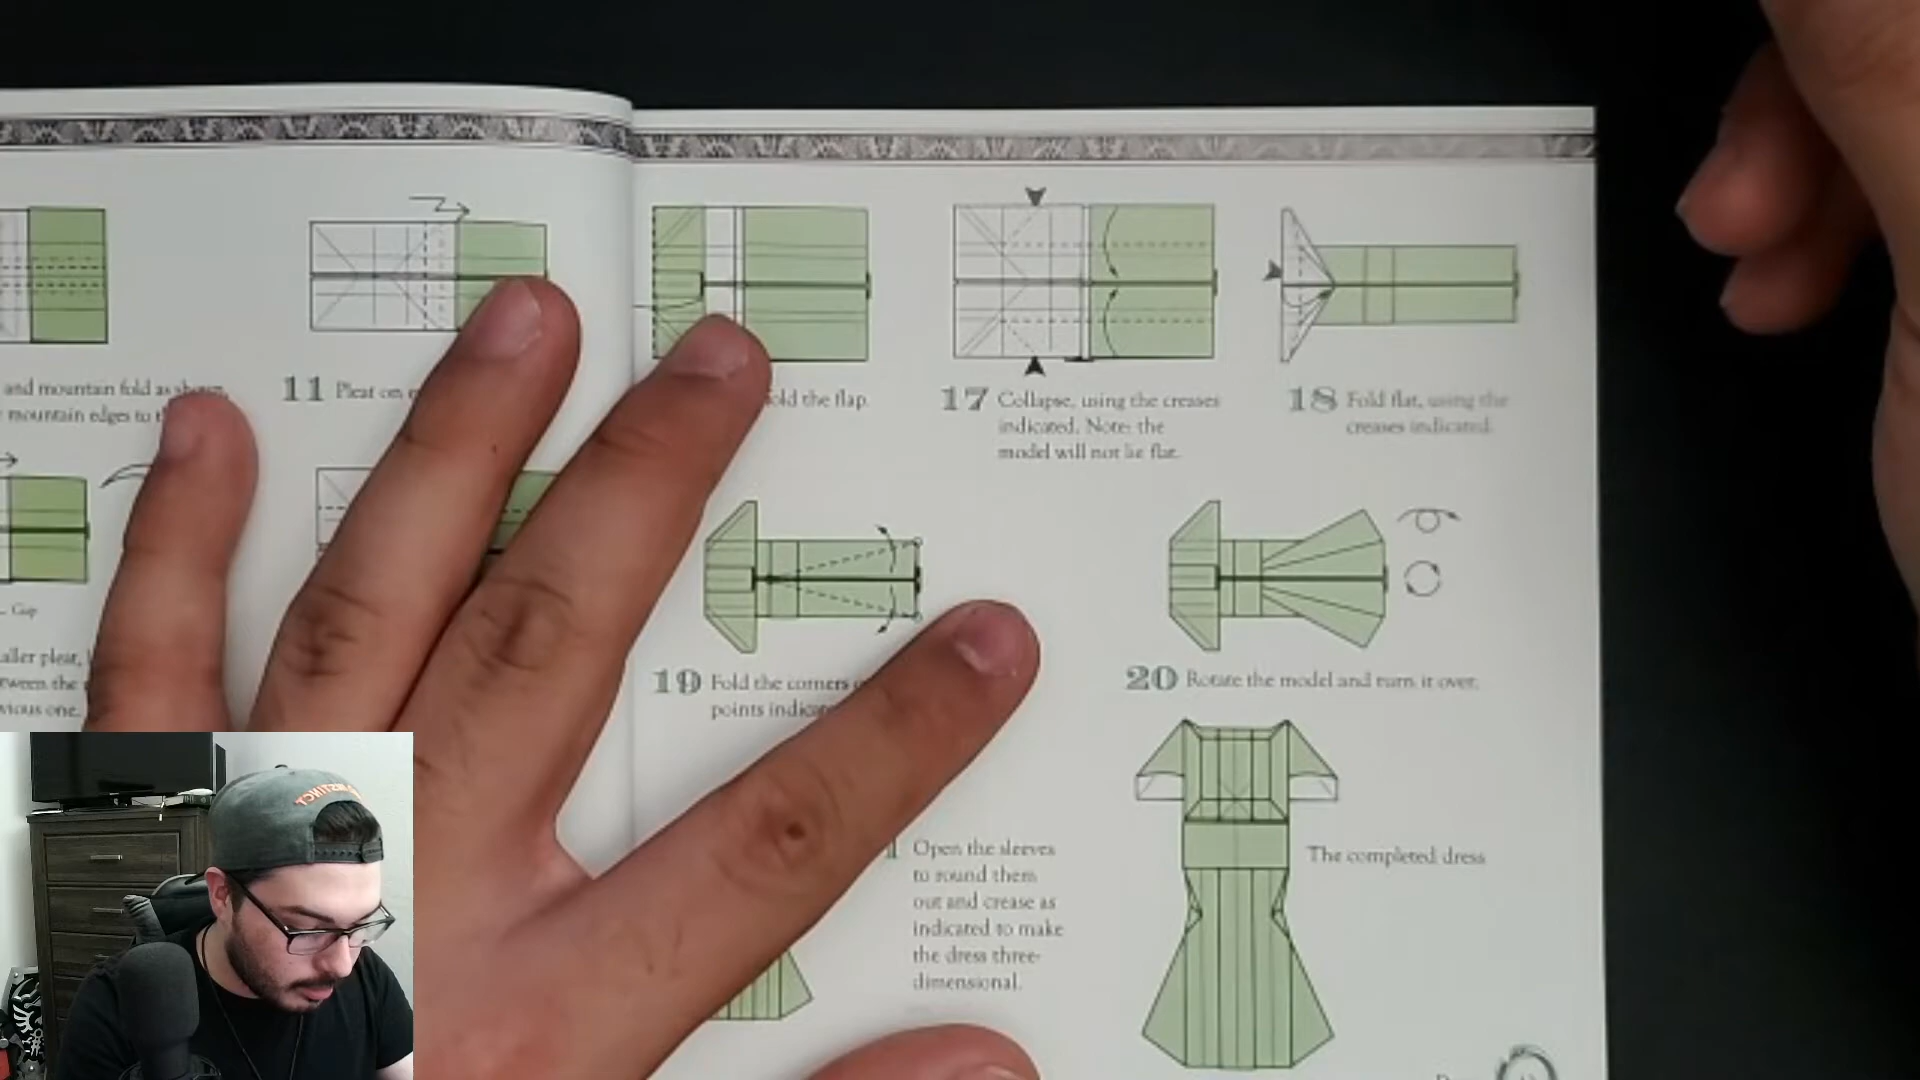 and mountain fold as shown
mountain edges to
11 Pleat on
Gap
aller pleat,
tween the
vious one.
old the flap.
17 Collapse, using the creases
indicated. Note: the
model will not lie flat.
18 Fold flat, using the
creases indicated.
19 Fold the corners
points indicate
20 Rotate the model and turn it over.
Open the sleeves
to round them
out and crease as
indicated to make
the dress three-
dimensional.
The completed dress